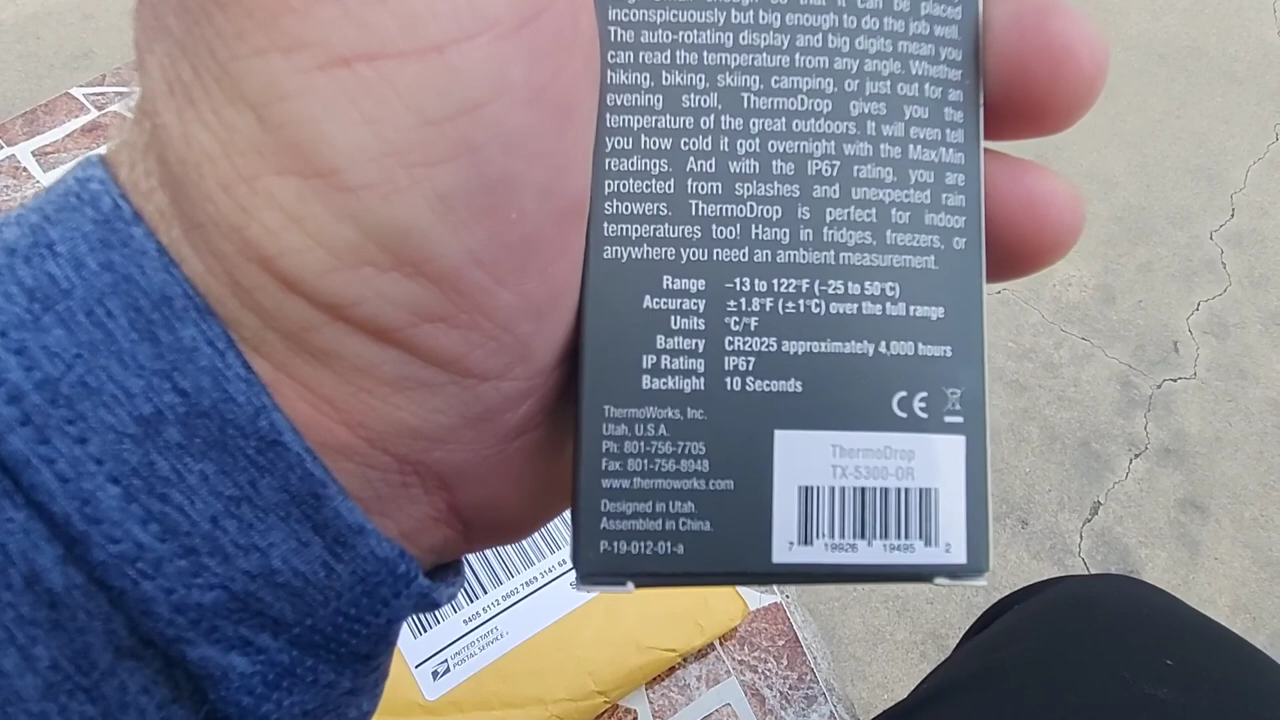 enough so that it can be placed
inconspicuously but big enough to do the job well.
The auto-rotating display and big digits mean you
can read the temperature from any angle. Whether
hiking, biking, skiing, camping, or just out for an
evening stroll, ThermoDrop gives you the
temperature of the great outdoors. It will even tell
you how cold it got overnight with the Max/Min
readings. And with the IP67 rating, you are
protected from splashes and unexpected rain
showers. ThermoDrop is perfect for indoor
temperatures too! Hang in fridges, freezers, or
anywhere you need an ambient measurement.
Range –13 to 122°F (–25 to 50°C)
Accuracy ±1.8°F (±1°C) over the full range
Units °C/°F
Battery CR2025 approximately 4,000 hours
IP Rating IP67
Backlight 10 Seconds
CE
ThermoWorks, Inc.
Utah, U.S.A.
Ph: 801-756-7705
Fax: 801-756-8948
www.thermoworks.com
Designed in Utah.
Assembled in China.
P-19-012-01-a
ThermoDrop
TX-5300-OR
7 19926 19495 2
9405 5112 0602 7869 3141 68
UNITED STATES
POSTAL SERVICE